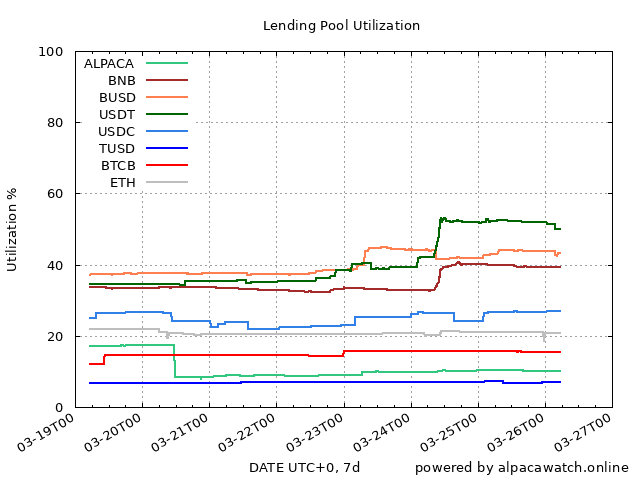 Lending Pool Utilization
100
80
60
40
20
0
Utilization %
ALPACA
BNB
BUSD
USDT
USDC
TUSD
BTCB
ETH
03-19T00
03-20T00
03-21T00
03-22T00
03-23T00
03-24T00
03-25T00
03-26T00
03-27T00
DATE UTC+0, 7d
powered by alpacawatch.online